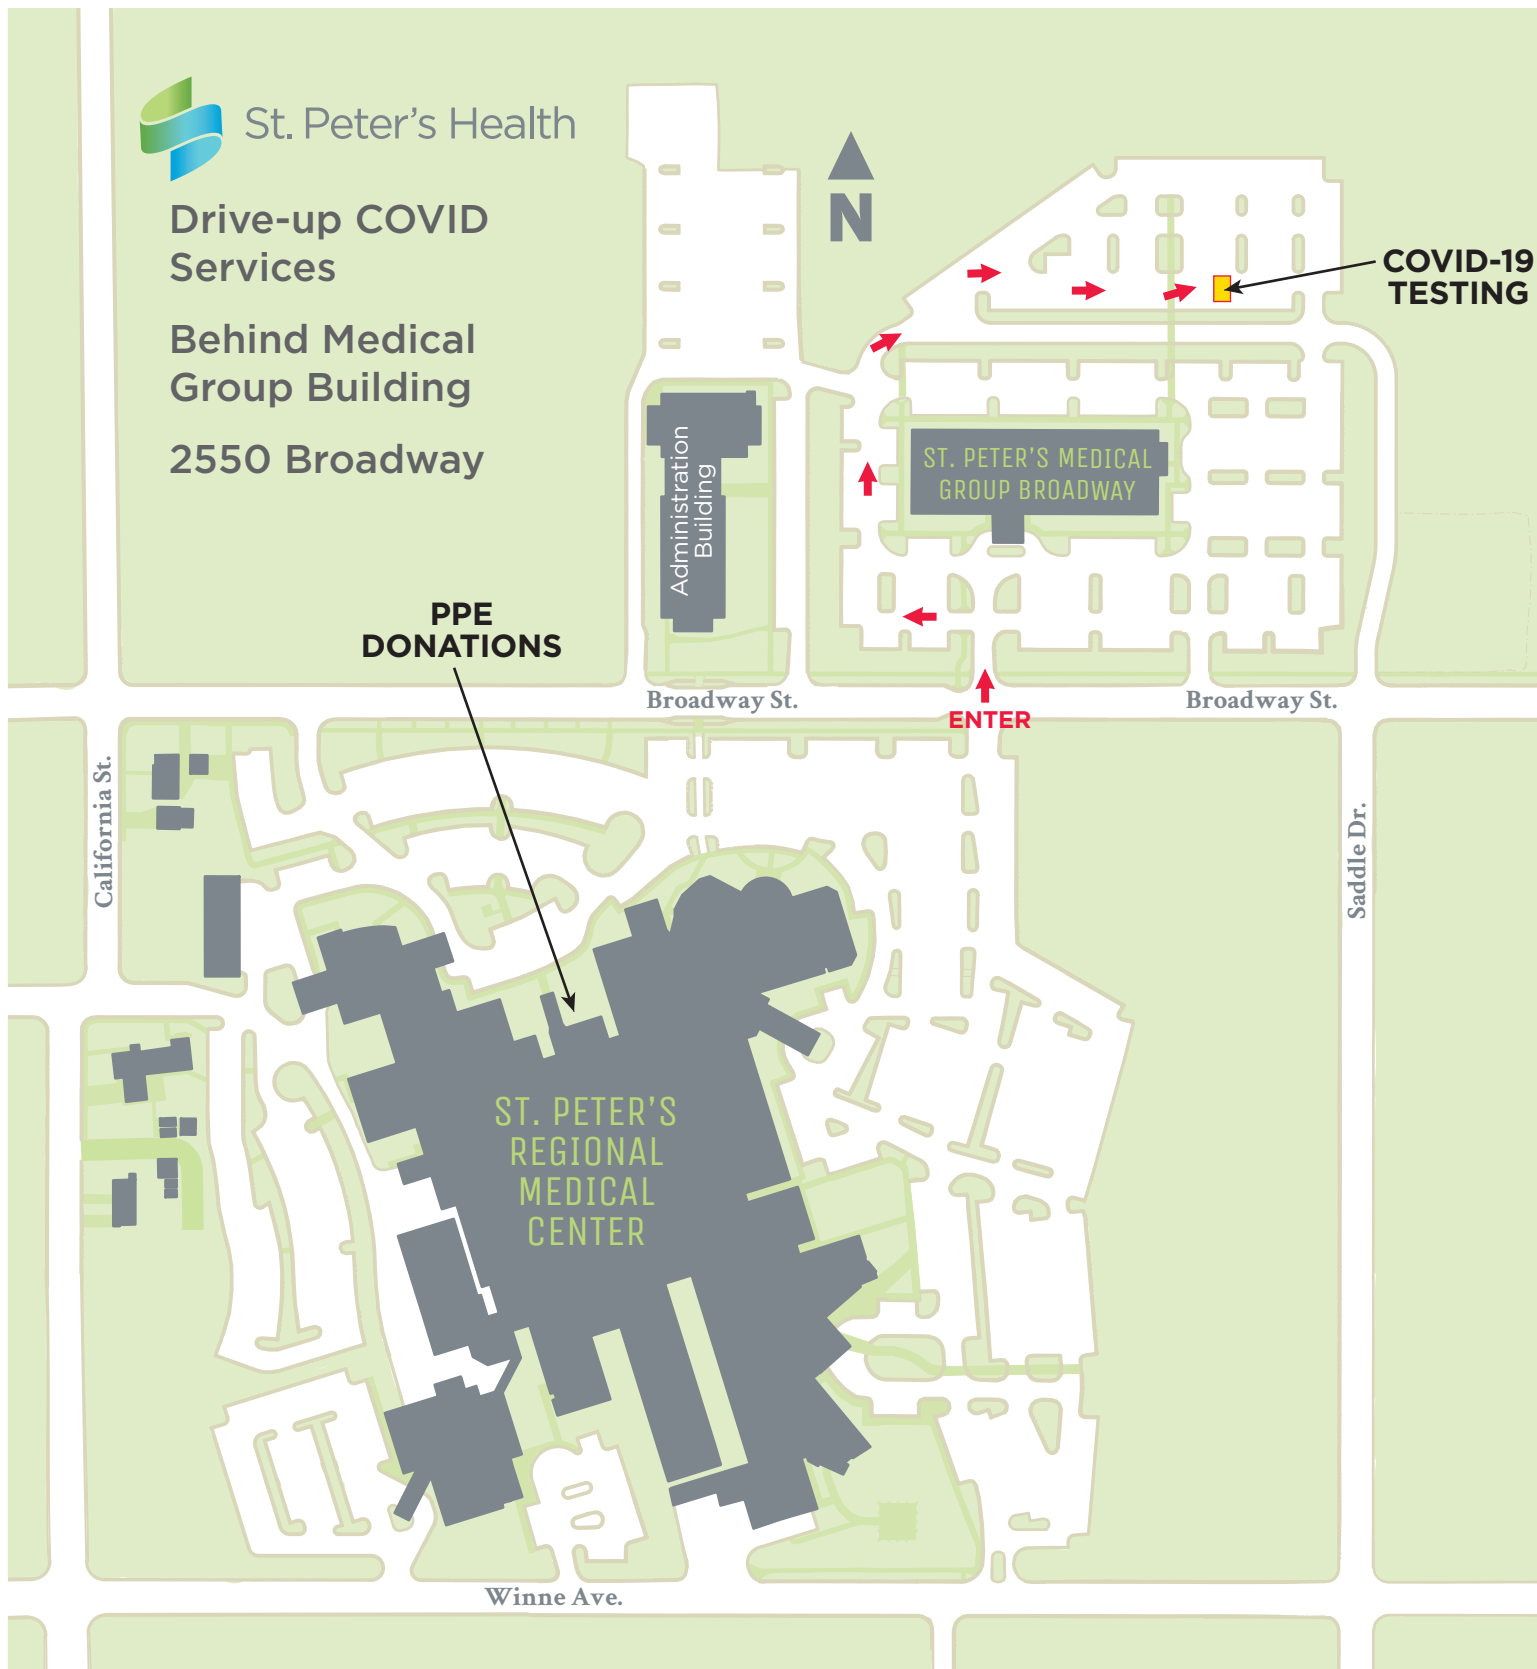 St. Peter's Health
Drive-up COVID
Services
Behind Medical
Group Building
2550 Broadway
N
COVID-19
TESTING
Administration
Building
ST. PETER'S MEDICAL
GROUP BROADWAY
PPE
DONATIONS
Broadway St.
ENTER
Broadway St.
California St.
Saddle Dr.
ST. PETER'S
REGIONAL
MEDICAL
CENTER
Winne Ave.